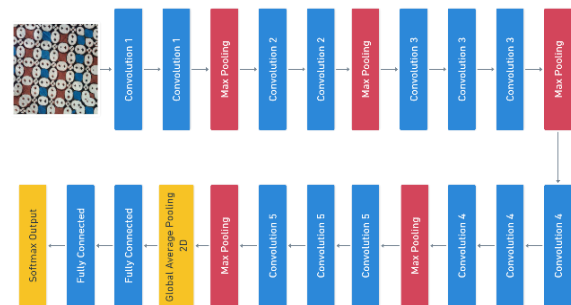 Convolution 1
Convolution 1
Max Pooling
Convolution 2
Convolution 2
Max Pooling
Convolution 3
Convolution 3
Convolution 3
Max Pooling
Convolution 4
Convolution 4
Convolution 4
Max Pooling
Convolution 5
Convolution 5
Convolution 5
Max Pooling
Global Average Pooling
2D
Fully Connected
Fully Connected
Softmax Output